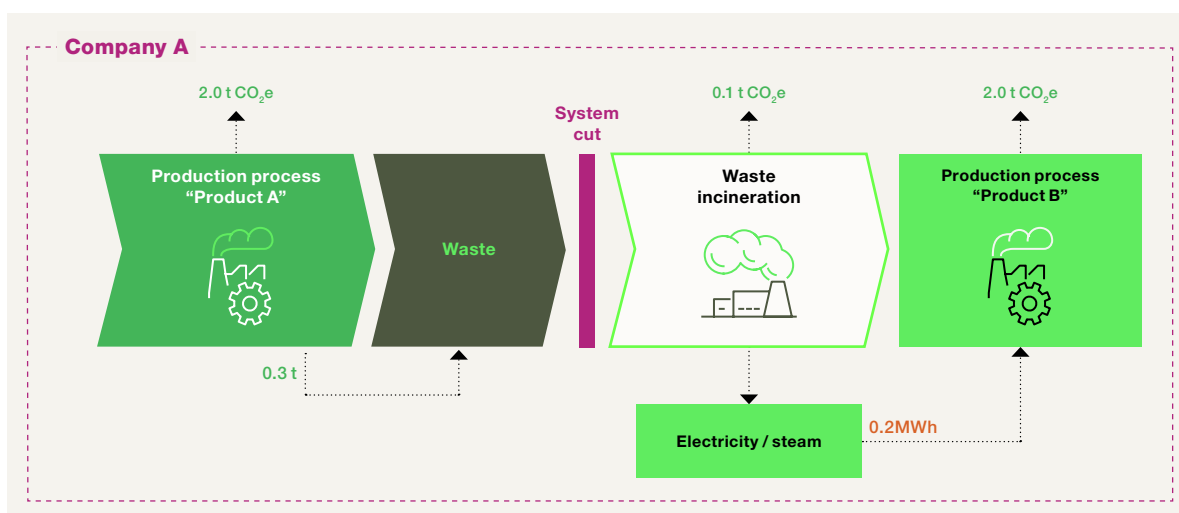 Company A
2.0 t CO₂e
0.1 t CO₂e
2.0 t CO₂e
System
cut
Production process
“Product A”
Waste
Waste
incineration
Production process
“Product B”
0.3 t
Electricity / steam
0.2MWh